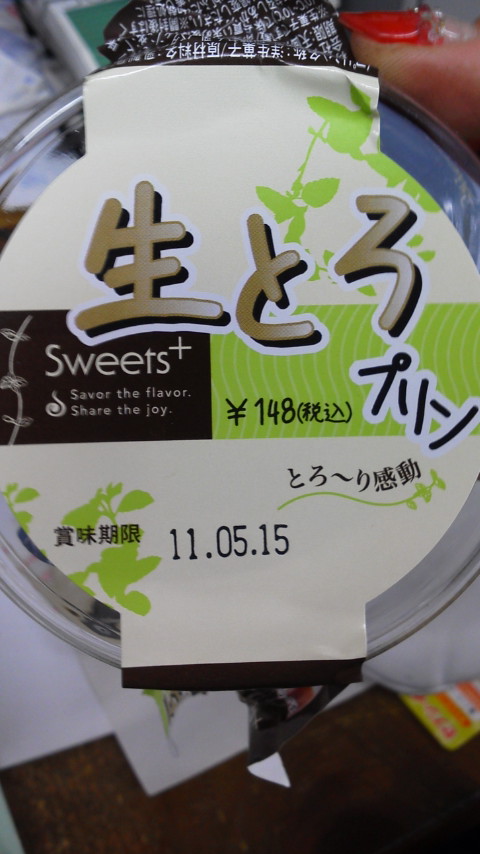 生とろ
プリン
Sweets+
Savor the flavor.
Share the joy.
¥148(税込)
とろ～り感動
賞味期限 11.05.15